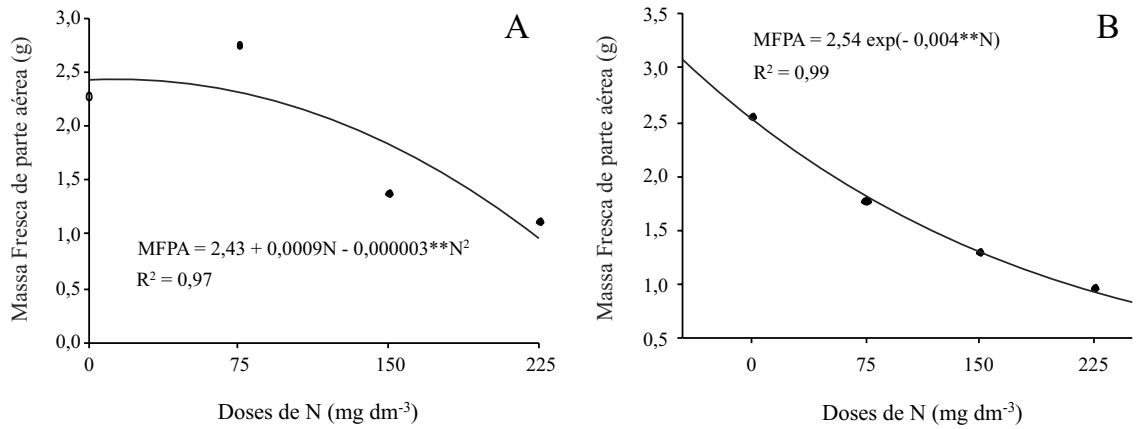 A
3,0
2,5
2,0
1,5
1,0
0,5
0,0
Massa Fresca de parte aérea (g)
MFPA = 2,43 + 0,0009N - 0,000003**N²
R² = 0,97
0 75 150 225
Doses de N (mg dm⁻³)
B
3,5
3,0
2,5
2,0
1,5
1,0
0,5
Massa Fresca de parte aérea (g)
MFPA = 2,54 exp(- 0,004**N)
R² = 0,99
0 75 150 225
Doses de N (mg dm⁻³)